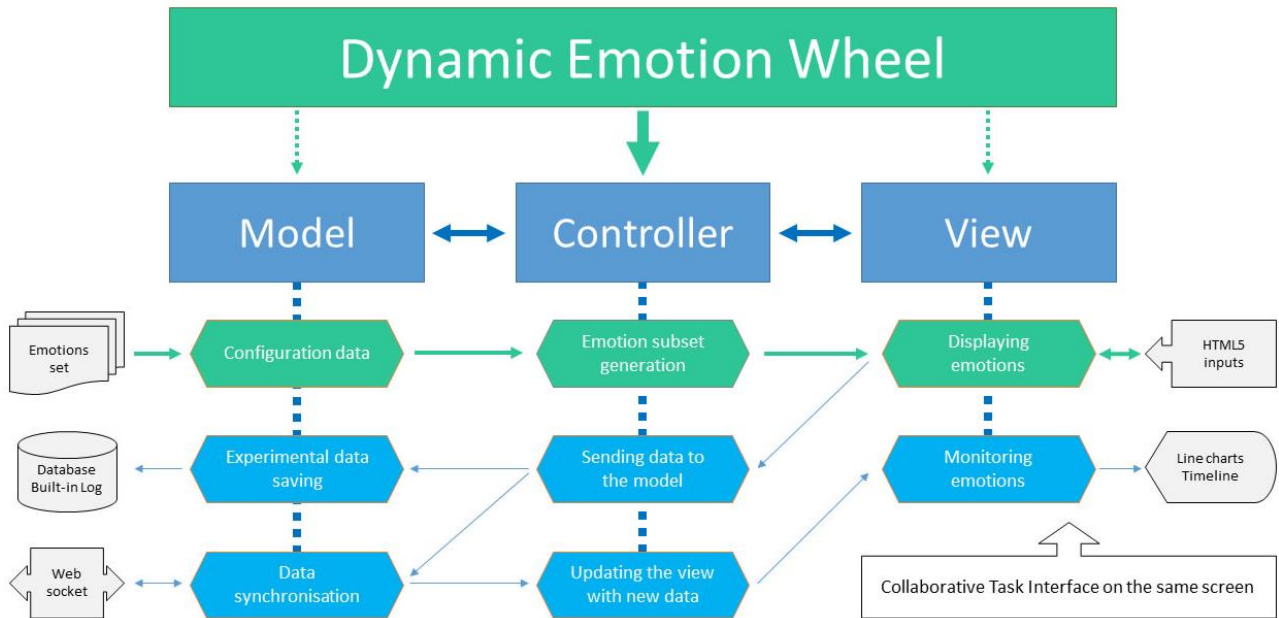 Dynamic Emotion Wheel
Model
Controller
View
Emotions
set
Configuration data
Emotion subset
generation
Displaying
emotions
HTML5
inputs
Database
Built-in Log
Experimental data
saving
Sending data to
the model
Monitoring
emotions
Line charts
Timeline
Web
socket
Data
synchronisation
Updating the view
with new data
Collaborative Task Interface on the same screen